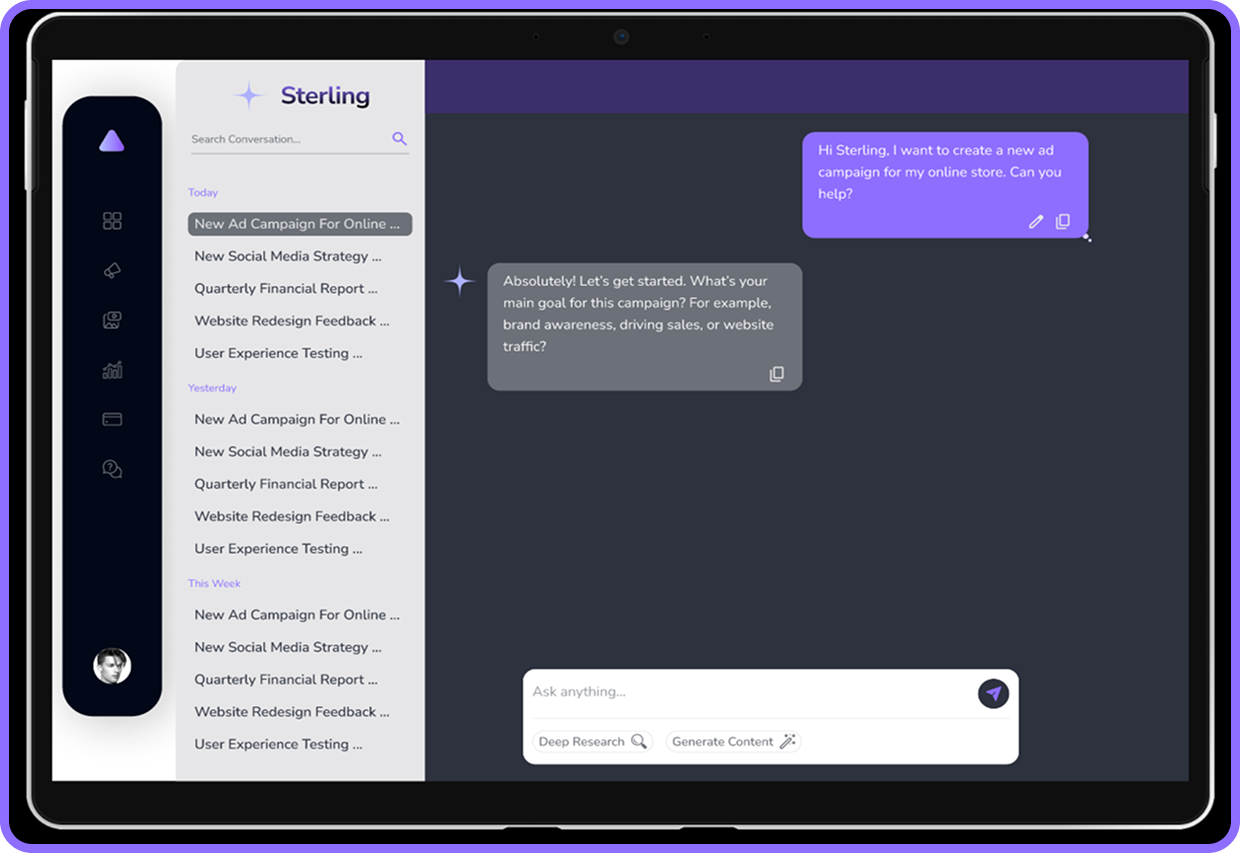 Sterling
Search Conversation...
Today
New Ad Campaign For Online ...
New Social Media Strategy ...
Quarterly Financial Report ...
Website Redesign Feedback ...
User Experience Testing ...
Yesterday
New Ad Campaign For Online ...
New Social Media Strategy ...
Quarterly Financial Report ...
Website Redesign Feedback ...
User Experience Testing ...
This Week
New Ad Campaign For Online ...
New Social Media Strategy ...
Quarterly Financial Report ...
Website Redesign Feedback ...
User Experience Testing ...
Hi Sterling, I want to create a new ad
campaign for my online store. Can you
help?
Absolutely! Let’s get started. What’s your
main goal for this campaign? For example,
brand awareness, driving sales, or website
traffic?
Ask anything...
Deep Research
Generate Content